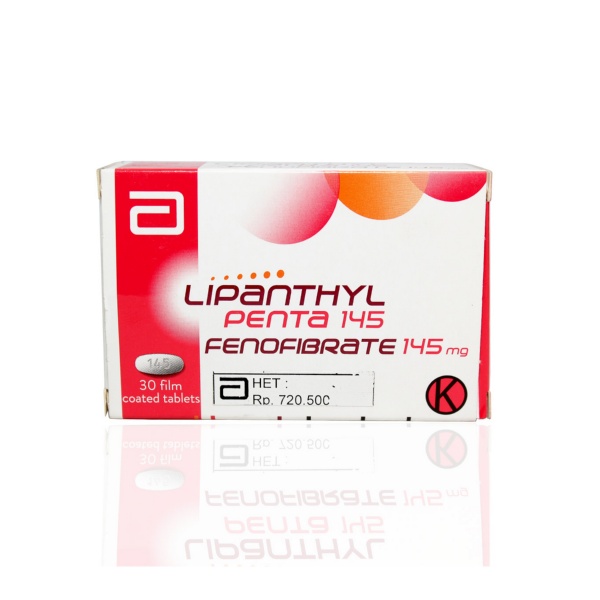 LIPANTHYL
PENTA 145
FENOFIBRATE 145 mg
145
30 film
coated tablets
HET :
Rp. 720.500
K